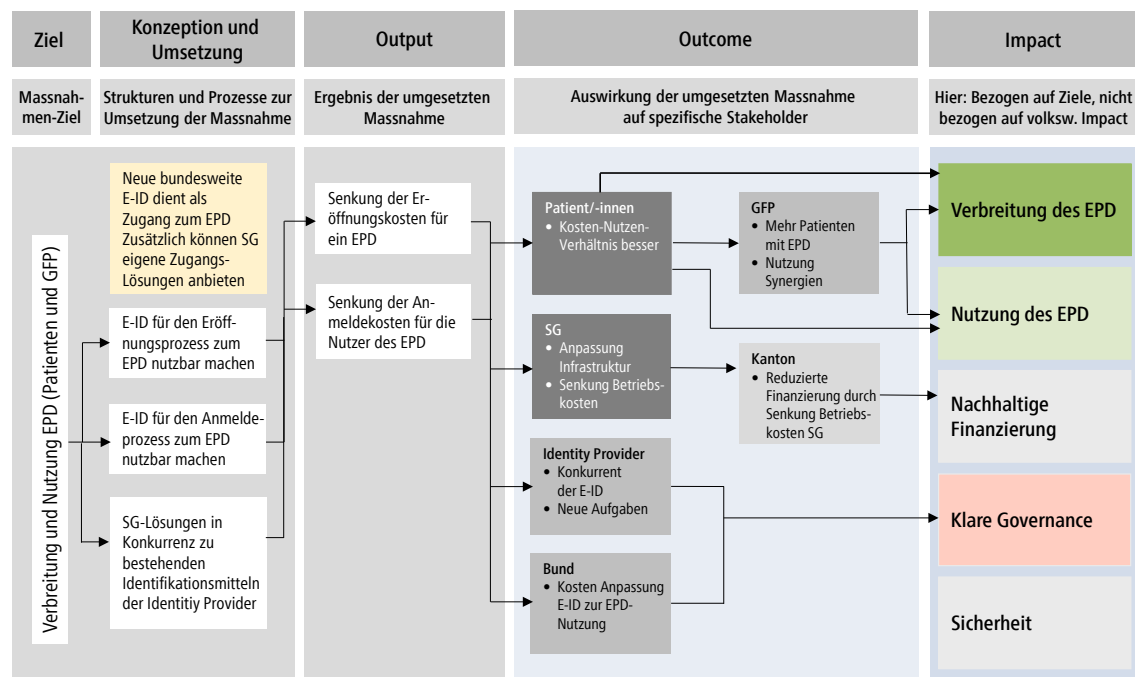 Ziel
Konzeption und
Umsetzung
Output
Outcome
Impact
Massnah-
men-Ziel
Strukturen und Prozesse zur
Umsetzung der Massnahme
Ergebnis der umgesetzten
Massnahme
Auswirkung der umgesetzten Massnahme
auf spezifische Stakeholder
Hier: Bezogen auf Ziele, nicht
bezogen auf volksw. Impact
Verbreitung und Nutzung EPD (Patienten und GFP)
Neue bundesweite
E-ID dient als
Zugang zum EPD
Zusätzlich können SG
eigene Zugangs-
Lösungen anbieten
E-ID für den Eröff-
nungsprozess zum
EPD nutzbar machen
E-ID für den Anmelde-
prozess zum EPD
nutzbar machen
SG-Lösungen in
Konkurrenz zu
bestehenden
Identifikationsmitteln
der Identitiy Provider
Senkung der Er-
öffnungskosten für
ein EPD
Senkung der An-
meldekosten für die
Nutzer des EPD
Patient/-innen
• Kosten-Nutzen-
Verhältnis besser
GFP
• Mehr Patienten
mit EPD
• Nutzung
Synergien
SG
• Anpassung
Infrastruktur
• Senkung Betriebs-
kosten
Kanton
• Reduzierte
Finanzierung durch
Senkung Betriebs-
kosten SG
Identity Provider
• Konkurrent
der E-ID
• Neue Aufgaben
Bund
• Kosten Anpassung
E-ID zur EPD-
Nutzung
Verbreitung des EPD
Nutzung des EPD
Nachhaltige
Finanzierung
Klare Governance
Sicherheit